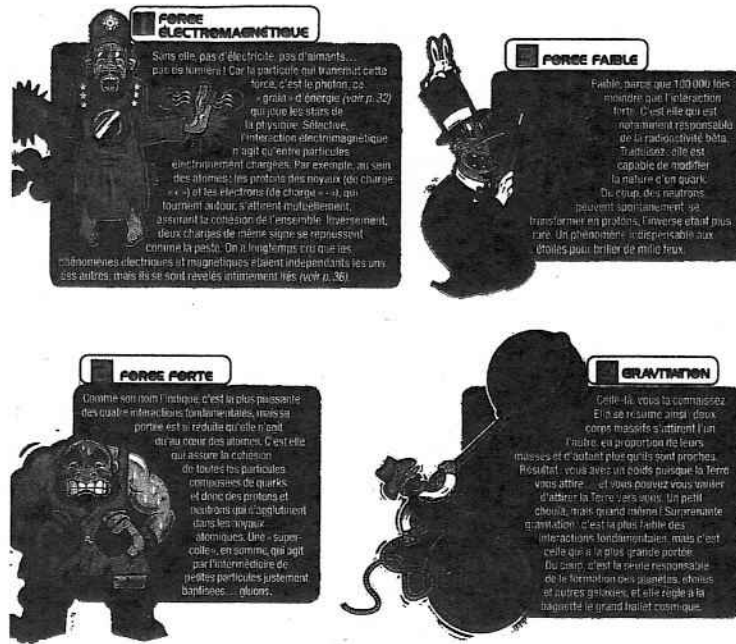 FORCE
ÉLECTROMAGNÉTIQUE
Sans elle, pas d'électricité, pas d'aimants...
pas de lumière ! Car la particule qui transmet cette
force, c'est le photon, ce
« grain » d'énergie (voir p. 32)
qui joue les stars de
la physique. Sélective,
l'interaction électromagnétique
n'agit qu'entre particules
électriquement chargées. Par exemple, au sein
des atomes : les protons des noyaux (de charge
« + ») et les électrons (de charge « - »), qui
tournent autour, s'attirent mutuellement,
assurant la cohésion de l'ensemble. Inversement,
deux charges de même signe se repoussent
comme la peste. On a longtemps cru que les
phénomènes électriques et magnétiques étaient indépendants les uns
des autres, mais ils se sont révélés intimement liés (voir p. 36).
FORCE FAIBLE
Faible, parce que 100 000 fois
moindre que l'interaction
forte. C'est elle qui est
notamment responsable
de la radioactivité bêta.
Traduisez : elle est
capable de modifier
la nature d'un quark.
Du coup, des neutrons
peuvent spontanément se
transformer en protons, l'inverse étant plus
rare. Un phénomène indispensable aux
étoiles pour briller de mille feux.
FORCE FORTE
Comme son nom l'indique, c'est la plus puissante
des quatre interactions fondamentales, mais sa
portée est si réduite qu'elle n'agit
qu'au cœur des atomes. C'est elle
qui assure la cohésion
de toutes les particules
composées de quarks
et donc des protons et
neutrons qui s'agglutinent
dans les noyaux
atomiques. Une « super-
colle », en somme, qui agit
par l'intermédiaire de
petites particules justement
baptisées... gluons.
GRAVITATION
Celle-là, vous la connaissez.
Elle se résume ainsi : deux
corps massifs s'attirent l'un
l'autre, en proportion de leurs
masses et d'autant plus qu'ils sont proches.
Résultat : vous avez un poids puisque la Terre
vous attire... et vous pouvez vous vanter
d'attirer la Terre vers vous. Un petit
chouïa, mais quand même ! Surprenante
gravitation : c'est la plus faible des
interactions fondamentales, mais c'est
celle qui a la plus grande portée.
Du coup, c'est la seule responsable
de la formation des planètes, étoiles
et autres galaxies, et elle règle à la
baguette le grand ballet cosmique.